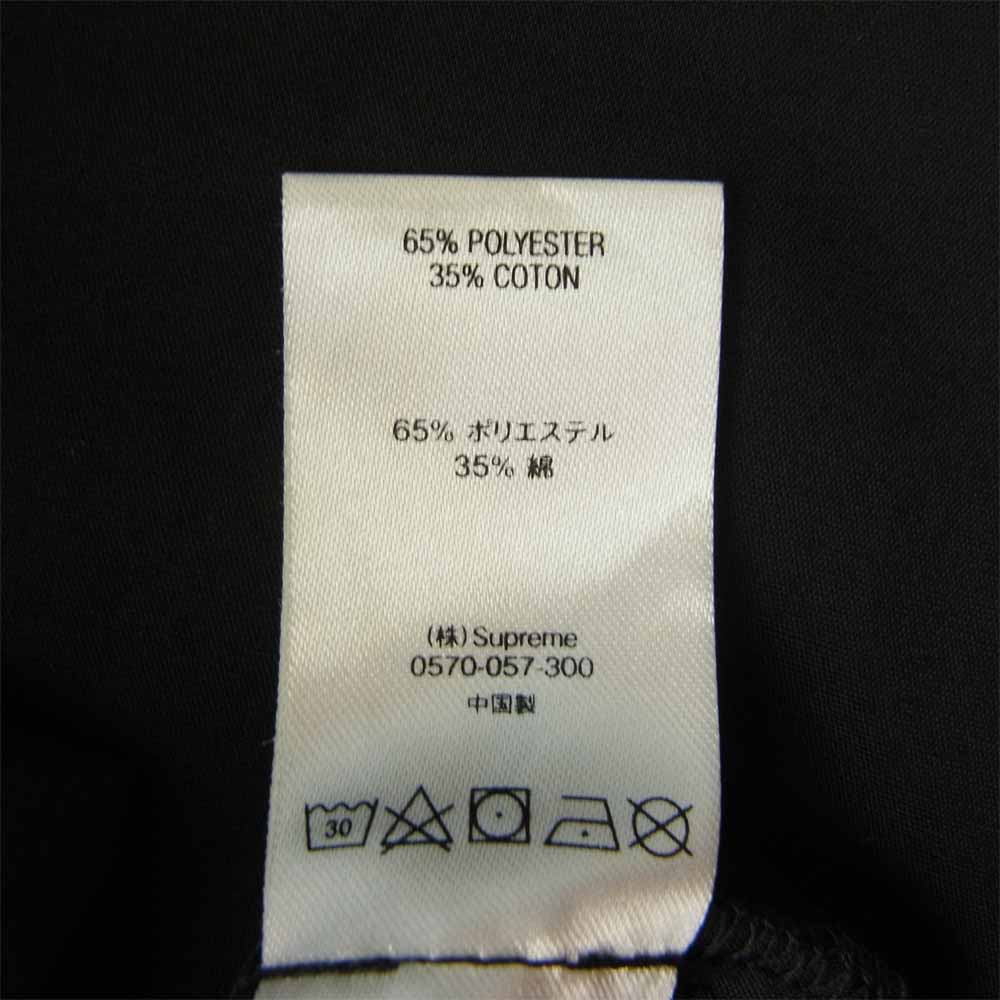 65% POLYESTER
35% COTON
65% ポリエステル
35% 綿
(株)Supreme
0570-057-300
中国製
30